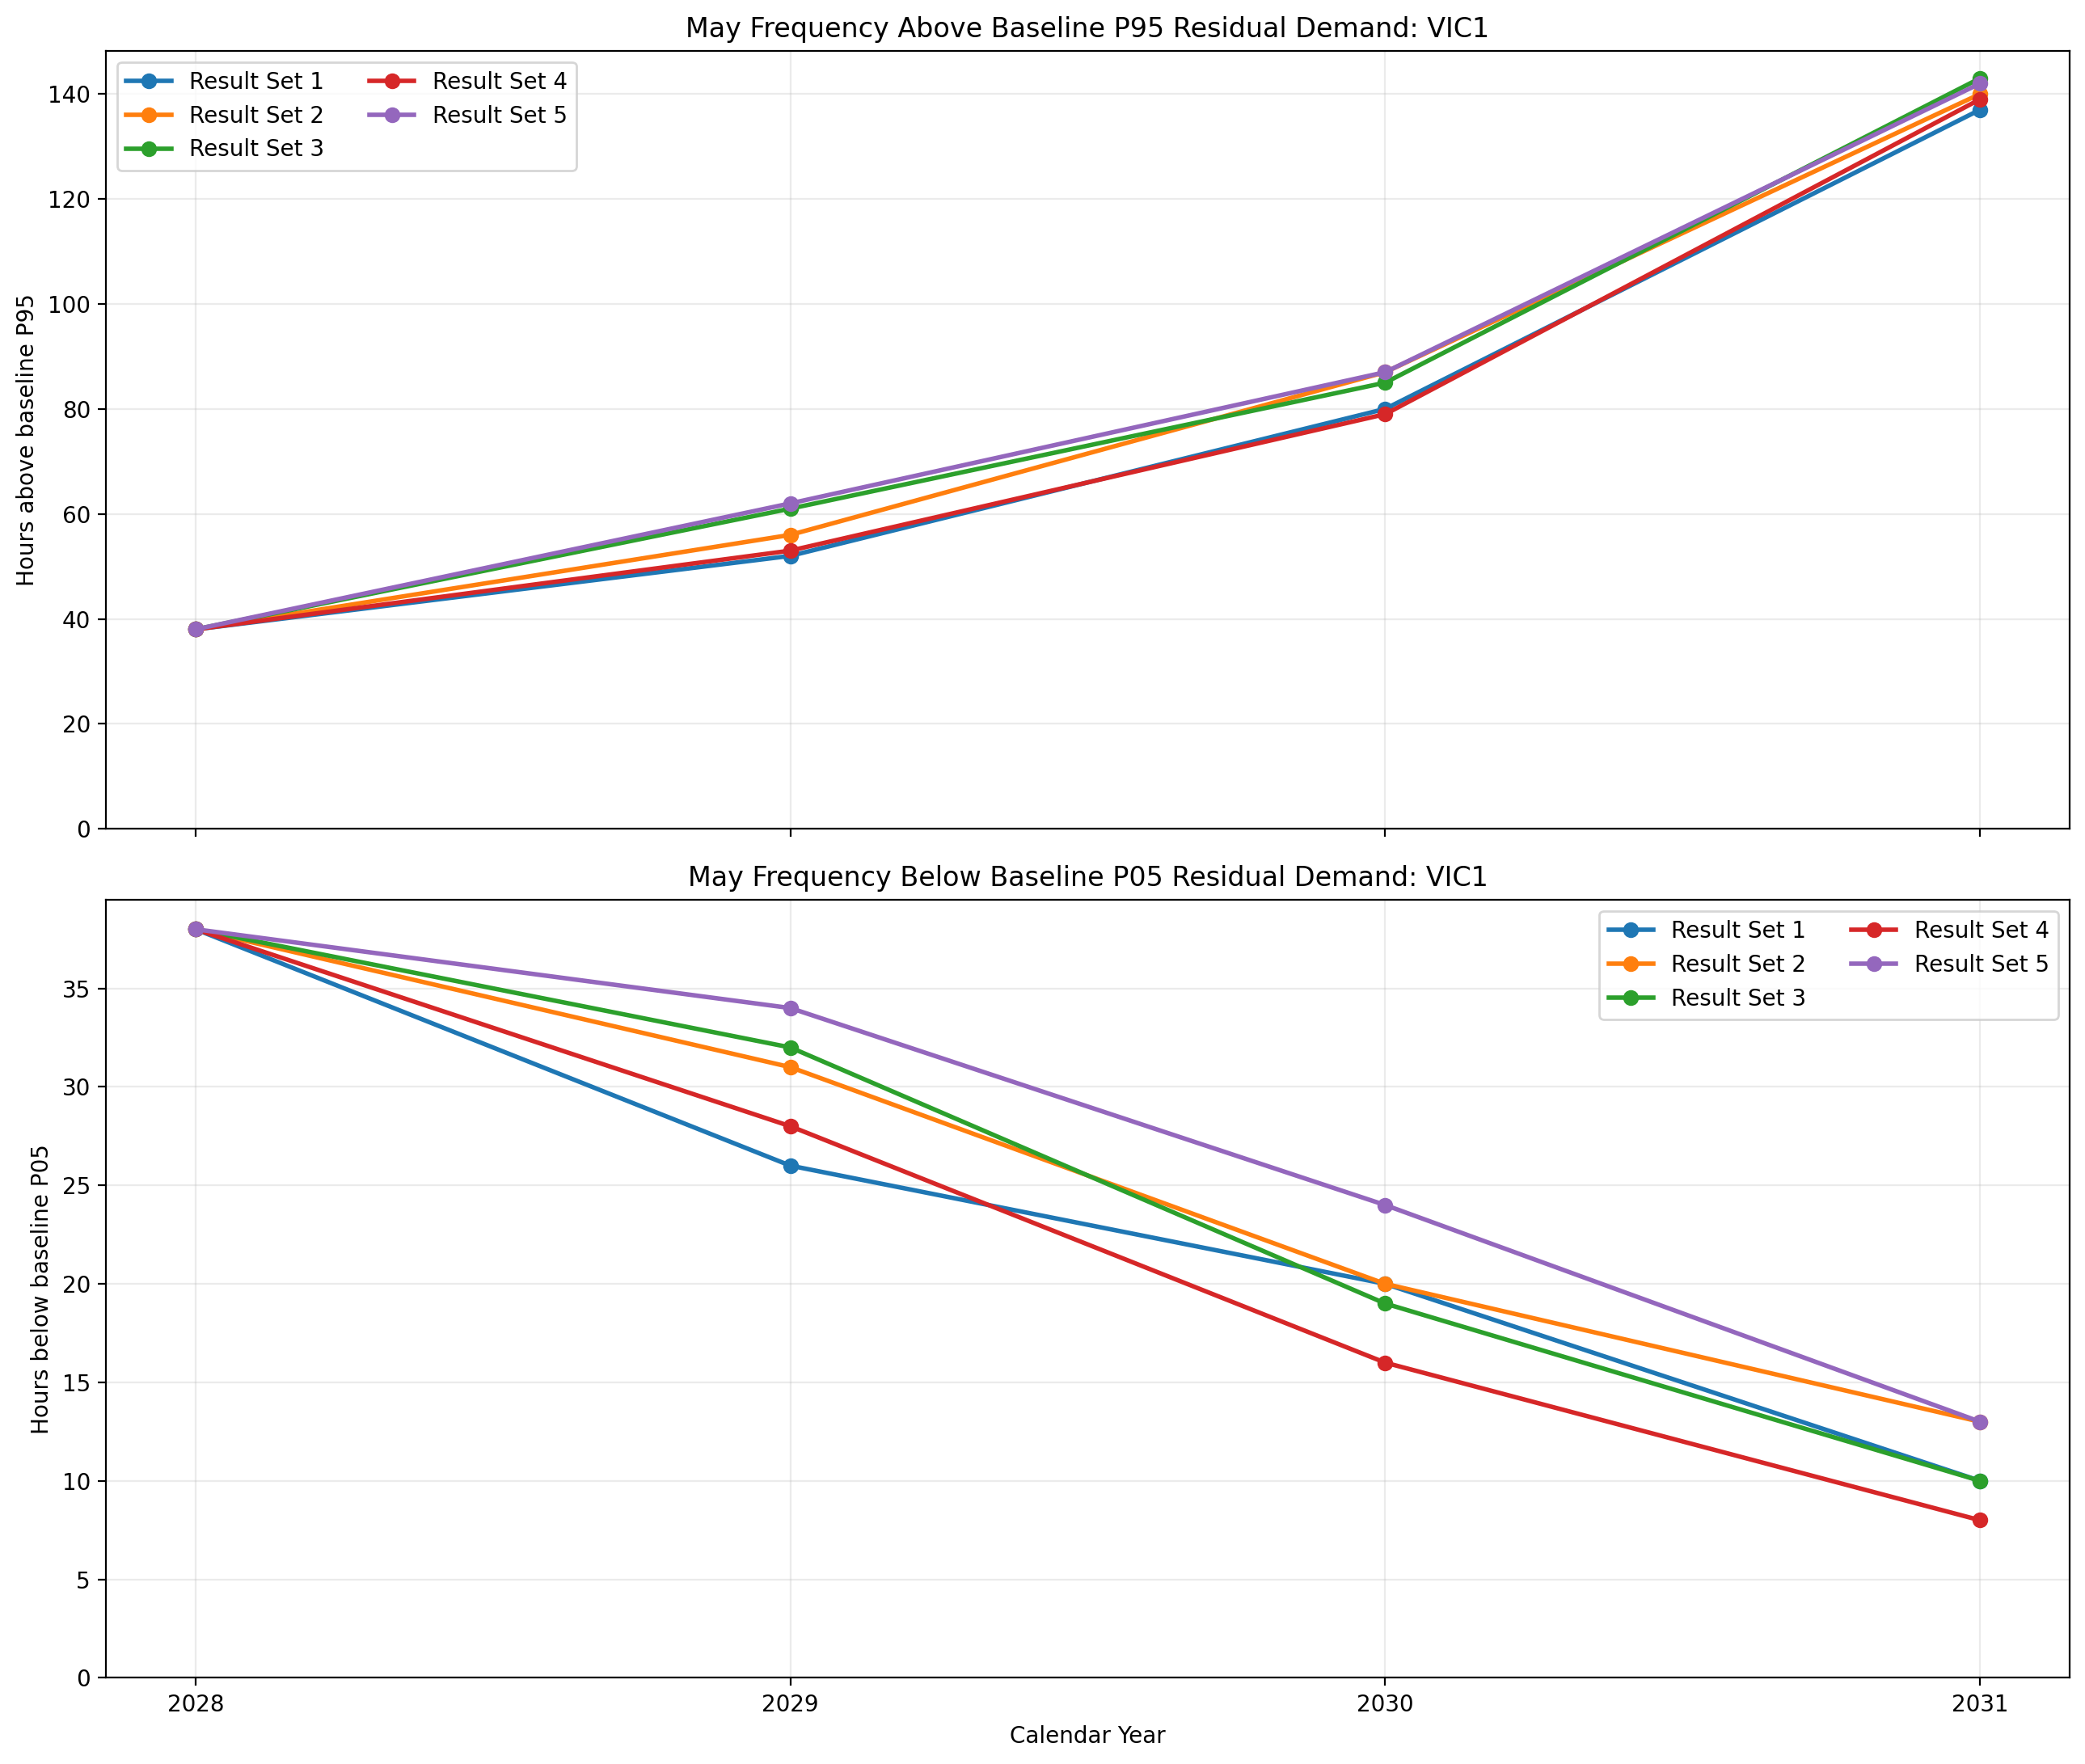 May Frequency Above Baseline P95 Residual Demand: VIC1
Result Set 1
Result Set 2
Result Set 3
Result Set 4
Result Set 5
Hours above baseline P95
140
120
100
80
60
40
20
0
May Frequency Below Baseline P05 Residual Demand: VIC1
Result Set 1
Result Set 2
Result Set 3
Result Set 4
Result Set 5
Hours below baseline P05
35
30
25
20
15
10
5
0
2028
2029
2030
2031
Calendar Year